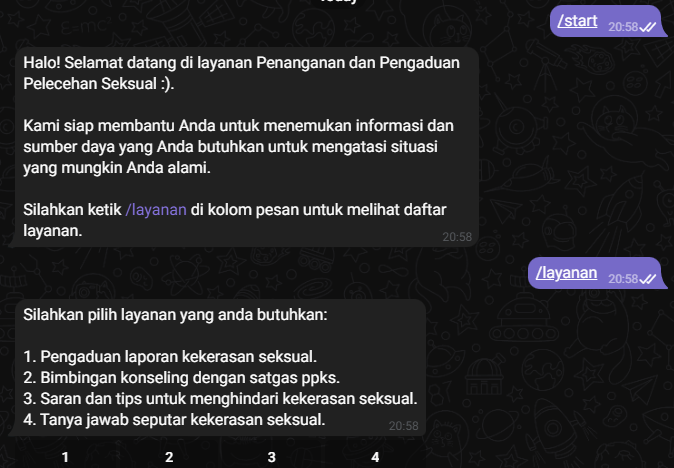 /start
20:58
Halo! Selamat datang di layanan Penanganan dan Pengaduan
Pelecehan Seksual :).
Kami siap membantu Anda untuk menemukan informasi dan
sumber daya yang Anda butuhkan untuk mengatasi situasi
yang mungkin Anda alami.
Silahkan ketik /layanan di kolom pesan untuk melihat daftar
layanan.
20:58
/layanan
20:58
Silahkan pilih layanan yang anda butuhkan:
1. Pengaduan laporan kekerasan seksual.
2. Bimbingan konseling dengan satgas ppks.
3. Saran dan tips untuk menghindari kekerasan seksual.
4. Tanya jawab seputar kekerasan seksual.
20:58
1 2 3 4